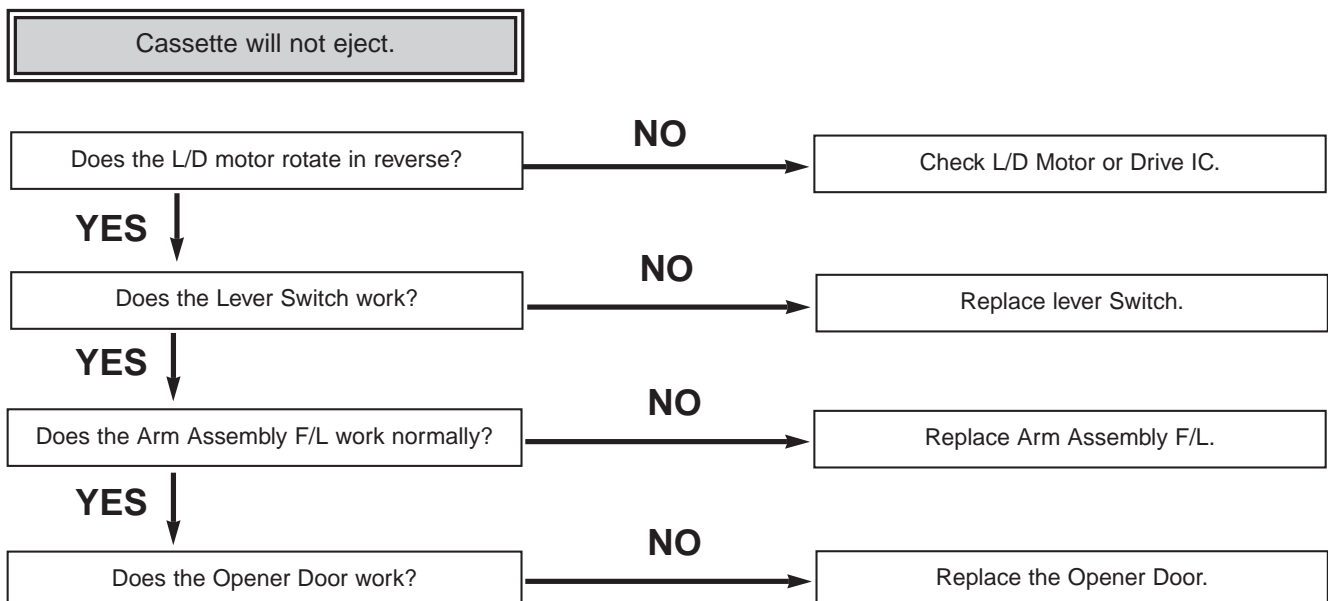 Cassette will not eject.
NO
Does the L/D motor rotate in reverse?
Check L/D Motor or Drive IC.
YES
NO
Does the Lever Switch work?
Replace lever Switch.
YES
NO
Does the Arm Assembly F/L work normally?
Replace Arm Assembly F/L.
YES
NO
Does the Opener Door work?
Replace the Opener Door.